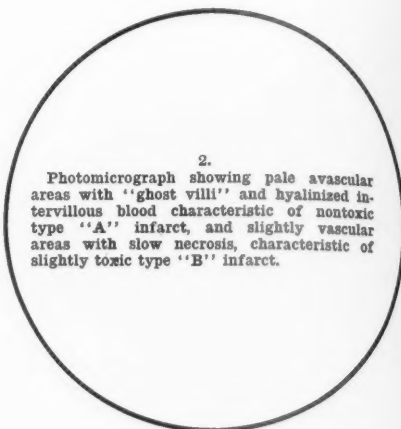 2.
Photomicrograph showing pale avascular
areas with "ghost villi" and hyalinized in-
tervillous blood characteristic of nontoxic
type "A" infarct, and slightly vascular
areas with slow necrosis, characteristic of
slightly toxic type "B" infarct.